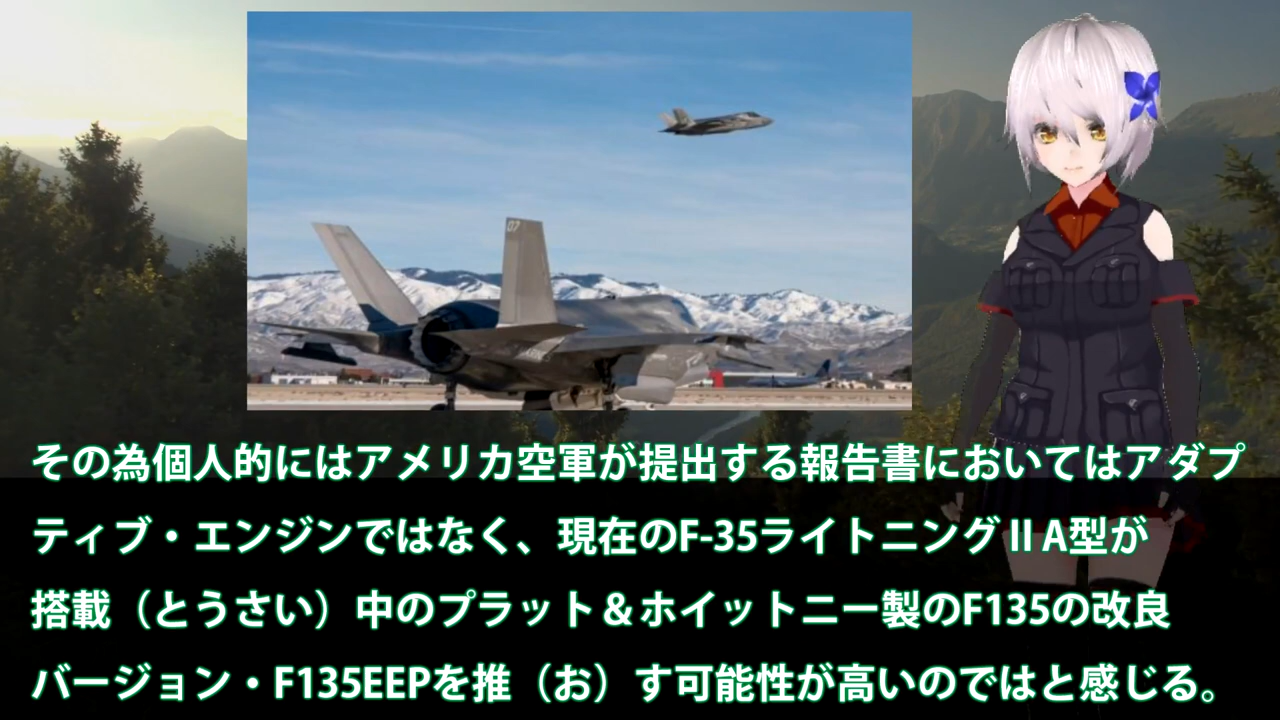 07
その為個人的にはアメリカ空軍が提出する報告書においてはアダプ
ティブ・エンジンではなく、現在のF-35ライトニングⅡA型が
搭載（とうさい）中のプラット＆ホイットニー製のF135の改良
バージョン・F135EEPを推（お）す可能性が高いのではと感じる。